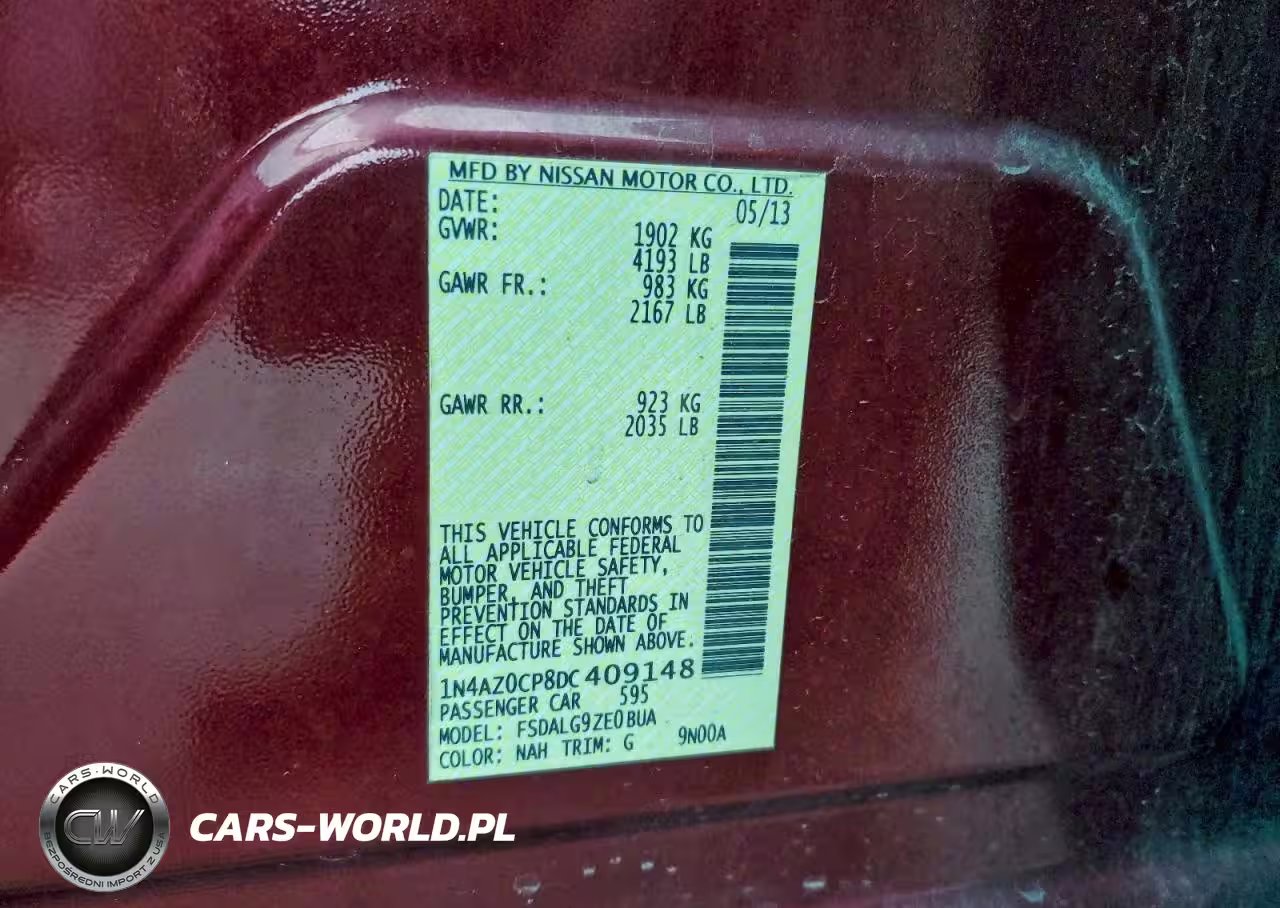 MFD BY NISSAN MOTOR CO., LTD.
DATE: 05/13
GVWR: 1902 KG
4193 LB
GAWR FR.: 983 KG
2167 LB
GAWR RR.: 923 KG
2035 LB
THIS VEHICLE CONFORMS TO
ALL APPLICABLE FEDERAL
MOTOR VEHICLE SAFETY,
BUMPER, AND THEFT
PREVENTION STANDARDS IN
EFFECT ON THE DATE OF
MANUFACTURE SHOWN ABOVE.
1N4AZ0CP8DC409148
PASSENGER CAR 595
MODEL: FSDALG9ZE0BUA
COLOR: NAH TRIM: G 9N00A
CARS-WORLD
CW
BEZPOŚREDNI IMPORT Z USA
CARS-WORLD.PL